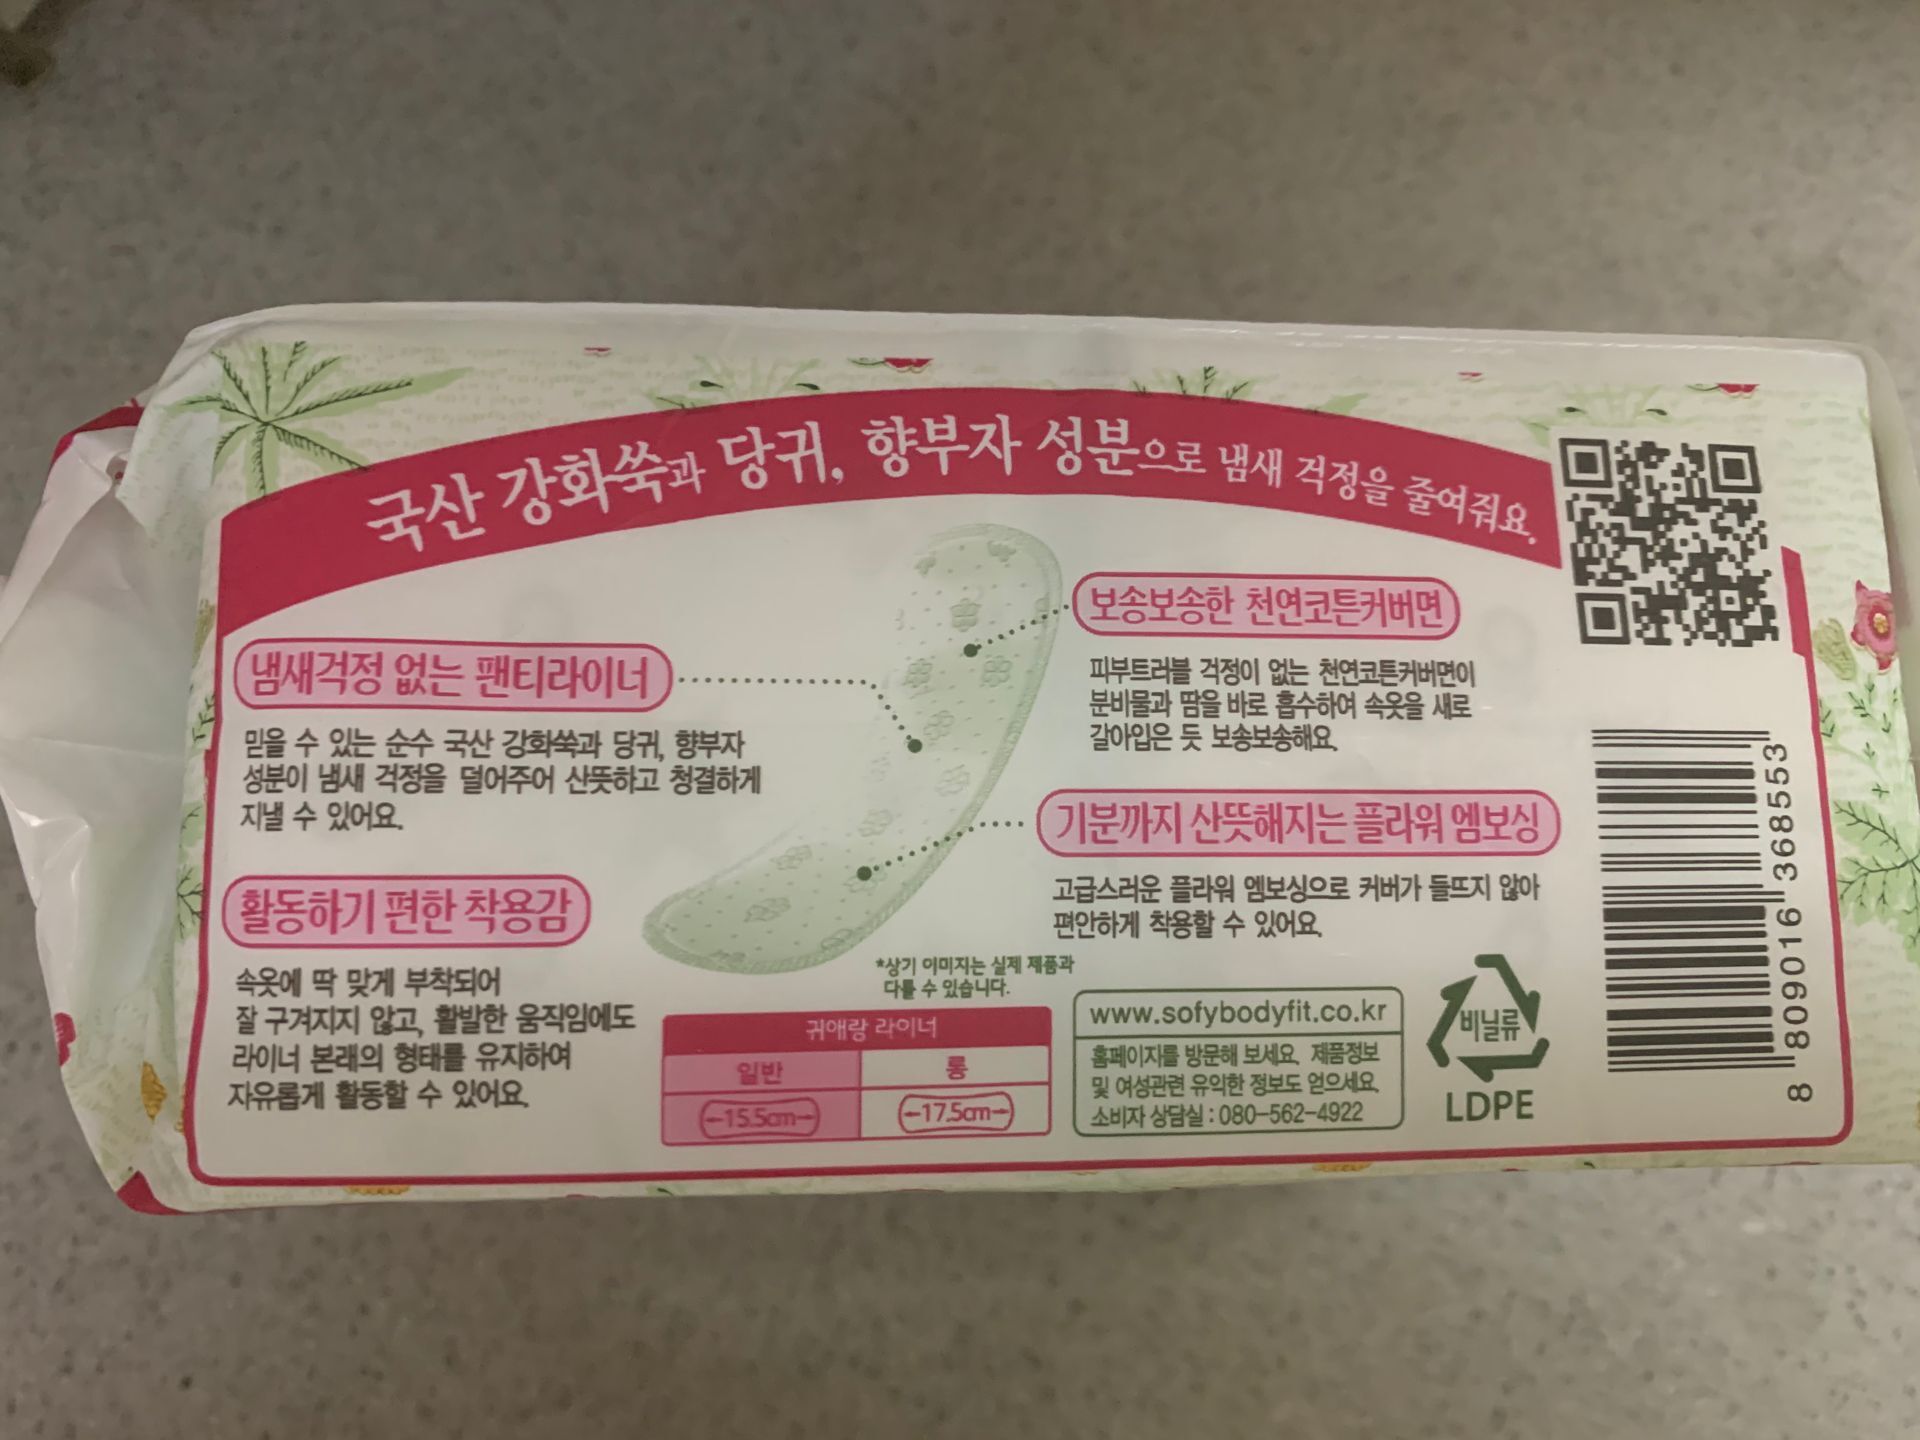 국산 강화쑥과 당귀, 향부자 성분으로 냄새 걱정을 줄여줘요.
냄새걱정 없는 팬티라이너
믿을 수 있는 순수 국산 강화쑥과 당귀, 향부자
성분이 냄새 걱정을 덜어주어 산뜻하고 청결하게
지낼 수 있어요.
활동하기 편한 착용감
속옷에 딱 맞게 부착되어
잘 구겨지지 않고, 활발한 움직임에도
라이너 본래의 형태를 유지하여
자유롭게 활동할 수 있어요.
보송보송한 천연코튼커버면
피부트러블 걱정이 없는 천연코튼커버면이
분비물과 땀을 바로 흡수하여 속옷을 새로
갈아입은 듯 보송보송해요.
기분까지 산뜻해지는 플라워 엠보싱
고급스러운 플라워 엠보싱으로 커버가 들뜨지 않아
편안하게 착용할 수 있어요.
*상기 이미지는 실제 제품과
다를 수 있습니다.
귀애랑 라이너
일반 롱
15.5cm 17.5cm
www.sofybodyfit.co.kr
홈페이지를 방문해 보세요. 제품정보
및 여성관련 유익한 정보도 얻으세요.
소비자 상담실 : 080-562-4922
비닐류
LDPE
8 809016 368553